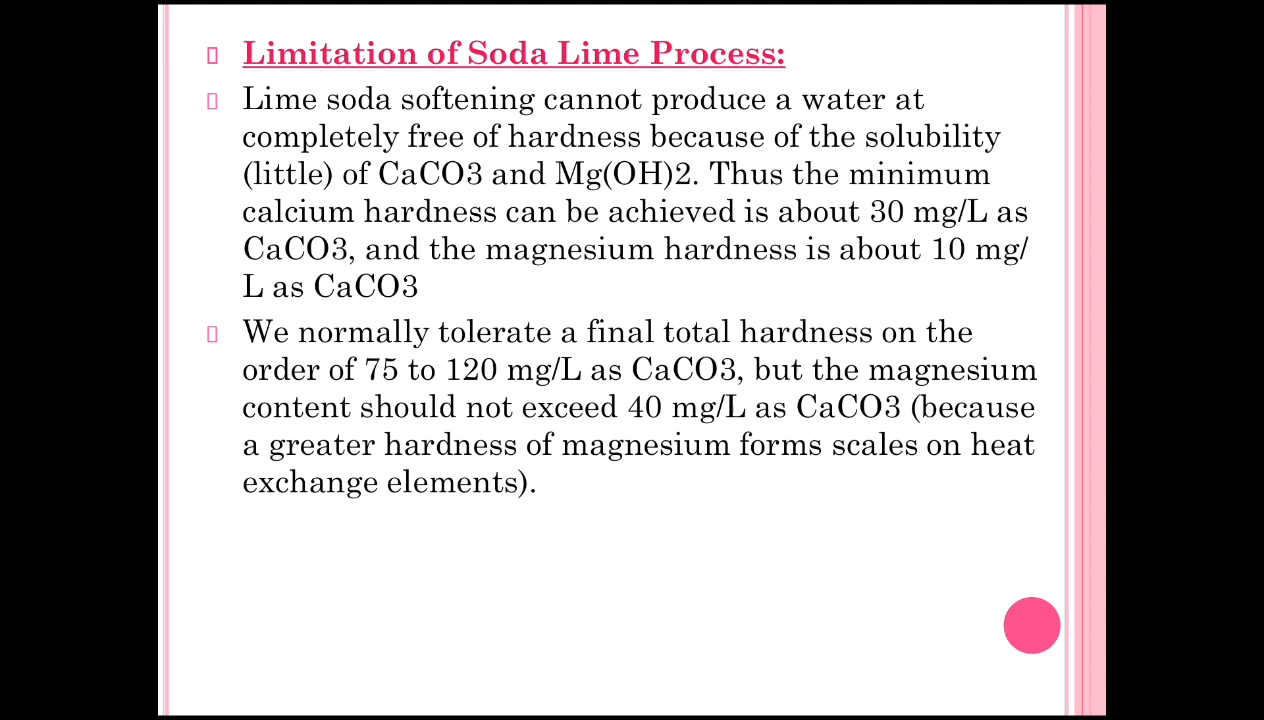 Limitation of Soda Lime Process:
Lime soda softening cannot produce a water at
completely free of hardness because of the solubility
(little) of CaCO3 and Mg(OH)2. Thus the minimum
calcium hardness can be achieved is about 30 mg/L as
CaCO3, and the magnesium hardness is about 10 mg/
L as CaCO3
We normally tolerate a final total hardness on the
order of 75 to 120 mg/L as CaCO3, but the magnesium
content should not exceed 40 mg/L as CaCO3 (because
a greater hardness of magnesium forms scales on heat
exchange elements).